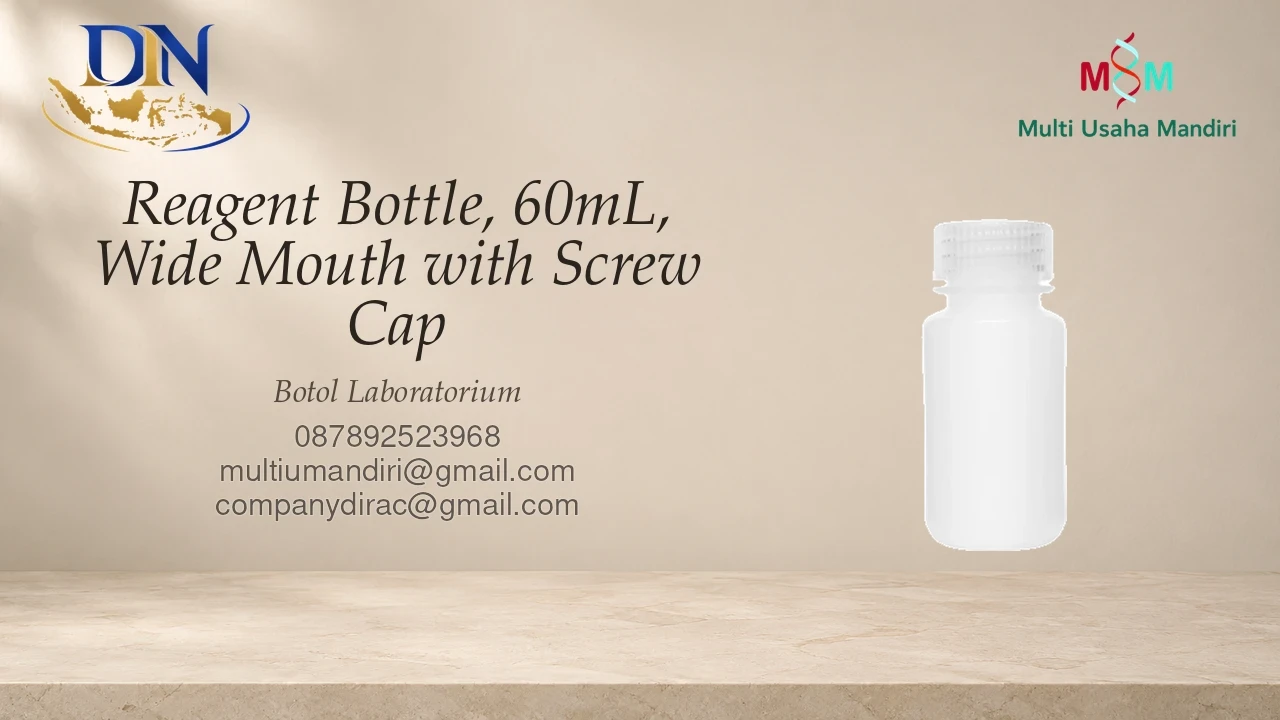 DIN
M M
Multi Usaha Mandiri
Reagent Bottle, 60mL,
Wide Mouth with Screw
Cap
Botol Laboratorium
087892523968
multiumandiri@gmail.com
companydirac@gmail.com